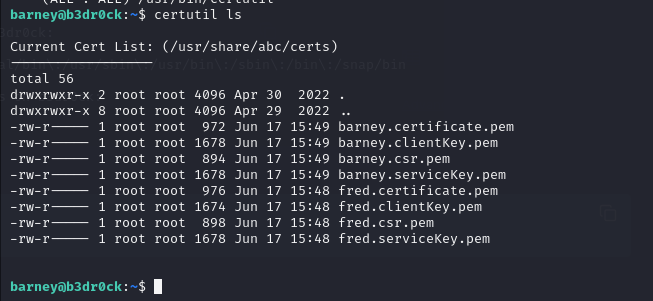 (ALL : ALL) /usr/bin/certutil
barney@b3dr0ck:~$ certutil ls
Current Cert List: (/usr/share/abc/certs)
------------------
total 56
drwxrwxr-x 2 root root 4096 Apr 30  2022 .
drwxrwxr-x 8 root root 4096 Apr 29  2022 ..
-rw-r----- 1 root root  972 Jun 17 15:49 barney.certificate.pem
-rw-r----- 1 root root 1678 Jun 17 15:49 barney.clientKey.pem
-rw-r----- 1 root root  894 Jun 17 15:49 barney.csr.pem
-rw-r----- 1 root root 1678 Jun 17 15:49 barney.serviceKey.pem
-rw-r----- 1 root root  976 Jun 17 15:48 fred.certificate.pem
-rw-r----- 1 root root 1674 Jun 17 15:48 fred.clientKey.pem
-rw-r----- 1 root root  898 Jun 17 15:48 fred.csr.pem
-rw-r----- 1 root root 1678 Jun 17 15:48 fred.serviceKey.pem
barney@b3dr0ck:~$